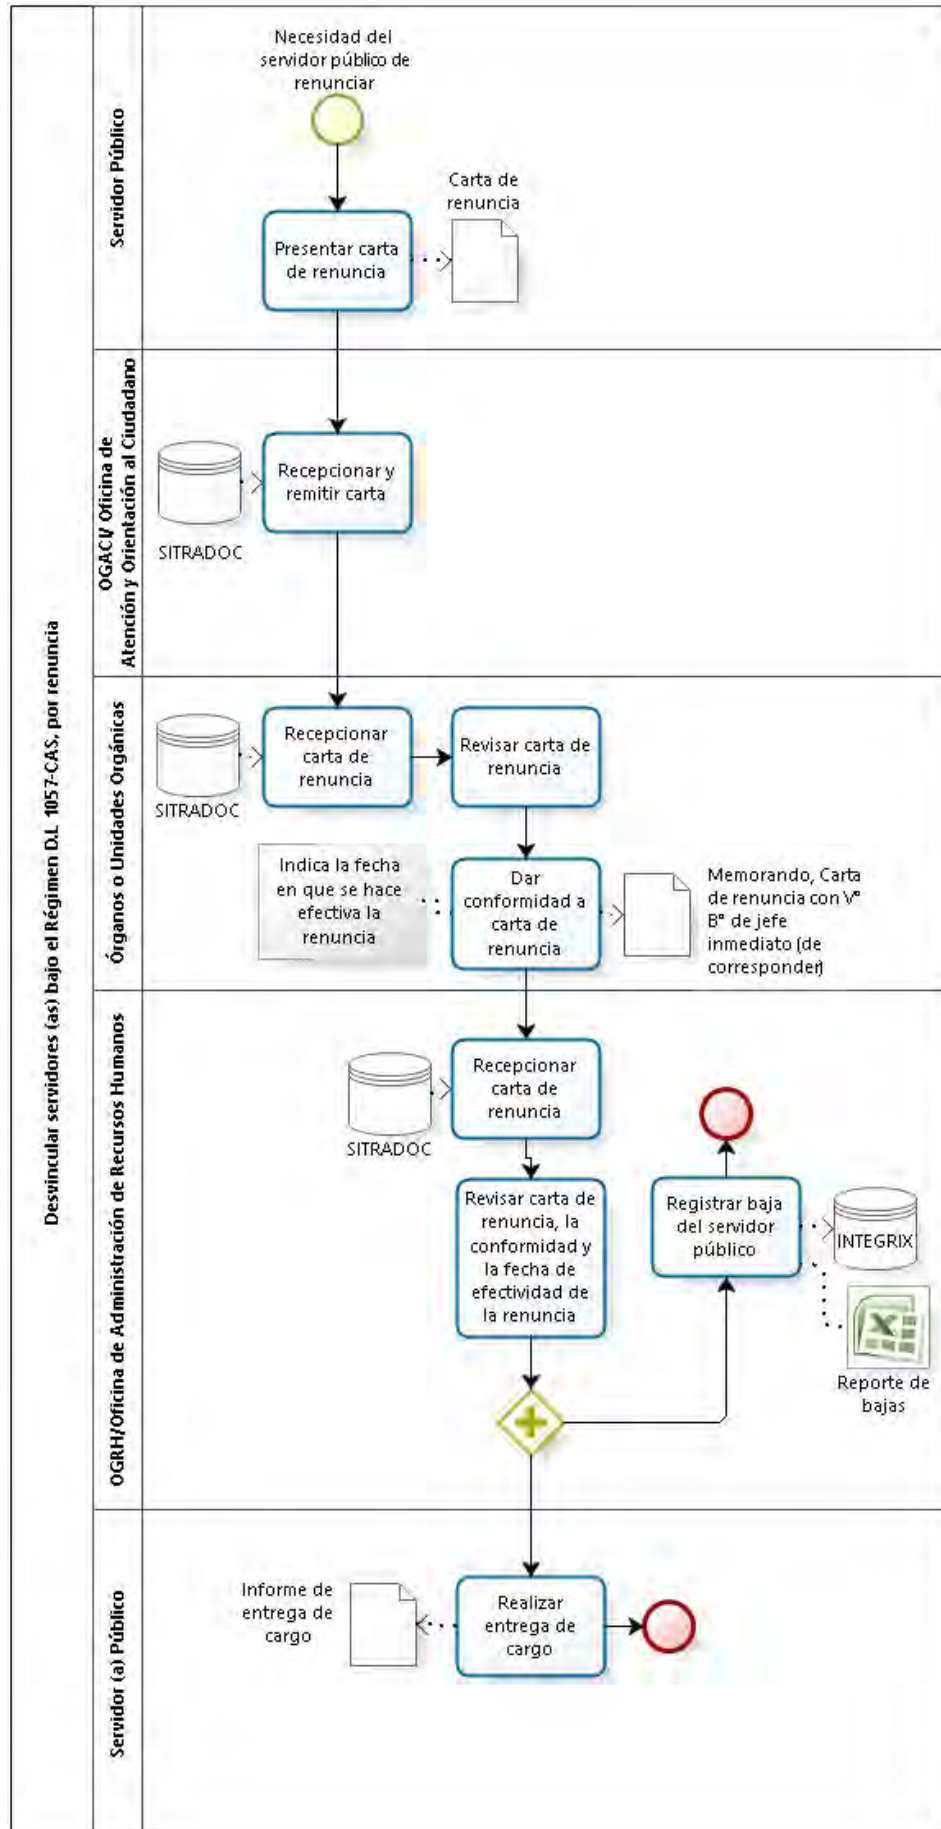 Desvincular servidores (as) bajo el Régimen D.L 1057-CAS, por renuncia
Servidor Público
Necesidad del
servidor público de
renunciar
Presentar carta
de renuncia
Carta de
renuncia
OGACI/ Oficina de
Atención y Orientación al Ciudadano
SITRADOC
Recepcionar y
remitir carta
Órganos o Unidades Orgánicas
SITRADOC
Recepcionar
carta de
renuncia
Revisar carta de
renuncia
Indica la fecha
en que se hace
efectiva la
renuncia
Dar
conformidad a
carta de
renuncia
Memorando, Carta
de renuncia con Vº
Bº de jefe
inmediato (de
corresponder)
OGRH/Oficina de Administración de Recursos Humanos
SITRADOC
Recepcionar
carta de
renuncia
Revisar carta de
renuncia, la
conformidad y
la fecha de
efectividad de
la renuncia
Registrar baja
del servidor
público
INTEGRIX
Reporte de
bajas
Servidor (a) Público
Informe de
entrega de
cargo
Realizar
entrega de
cargo